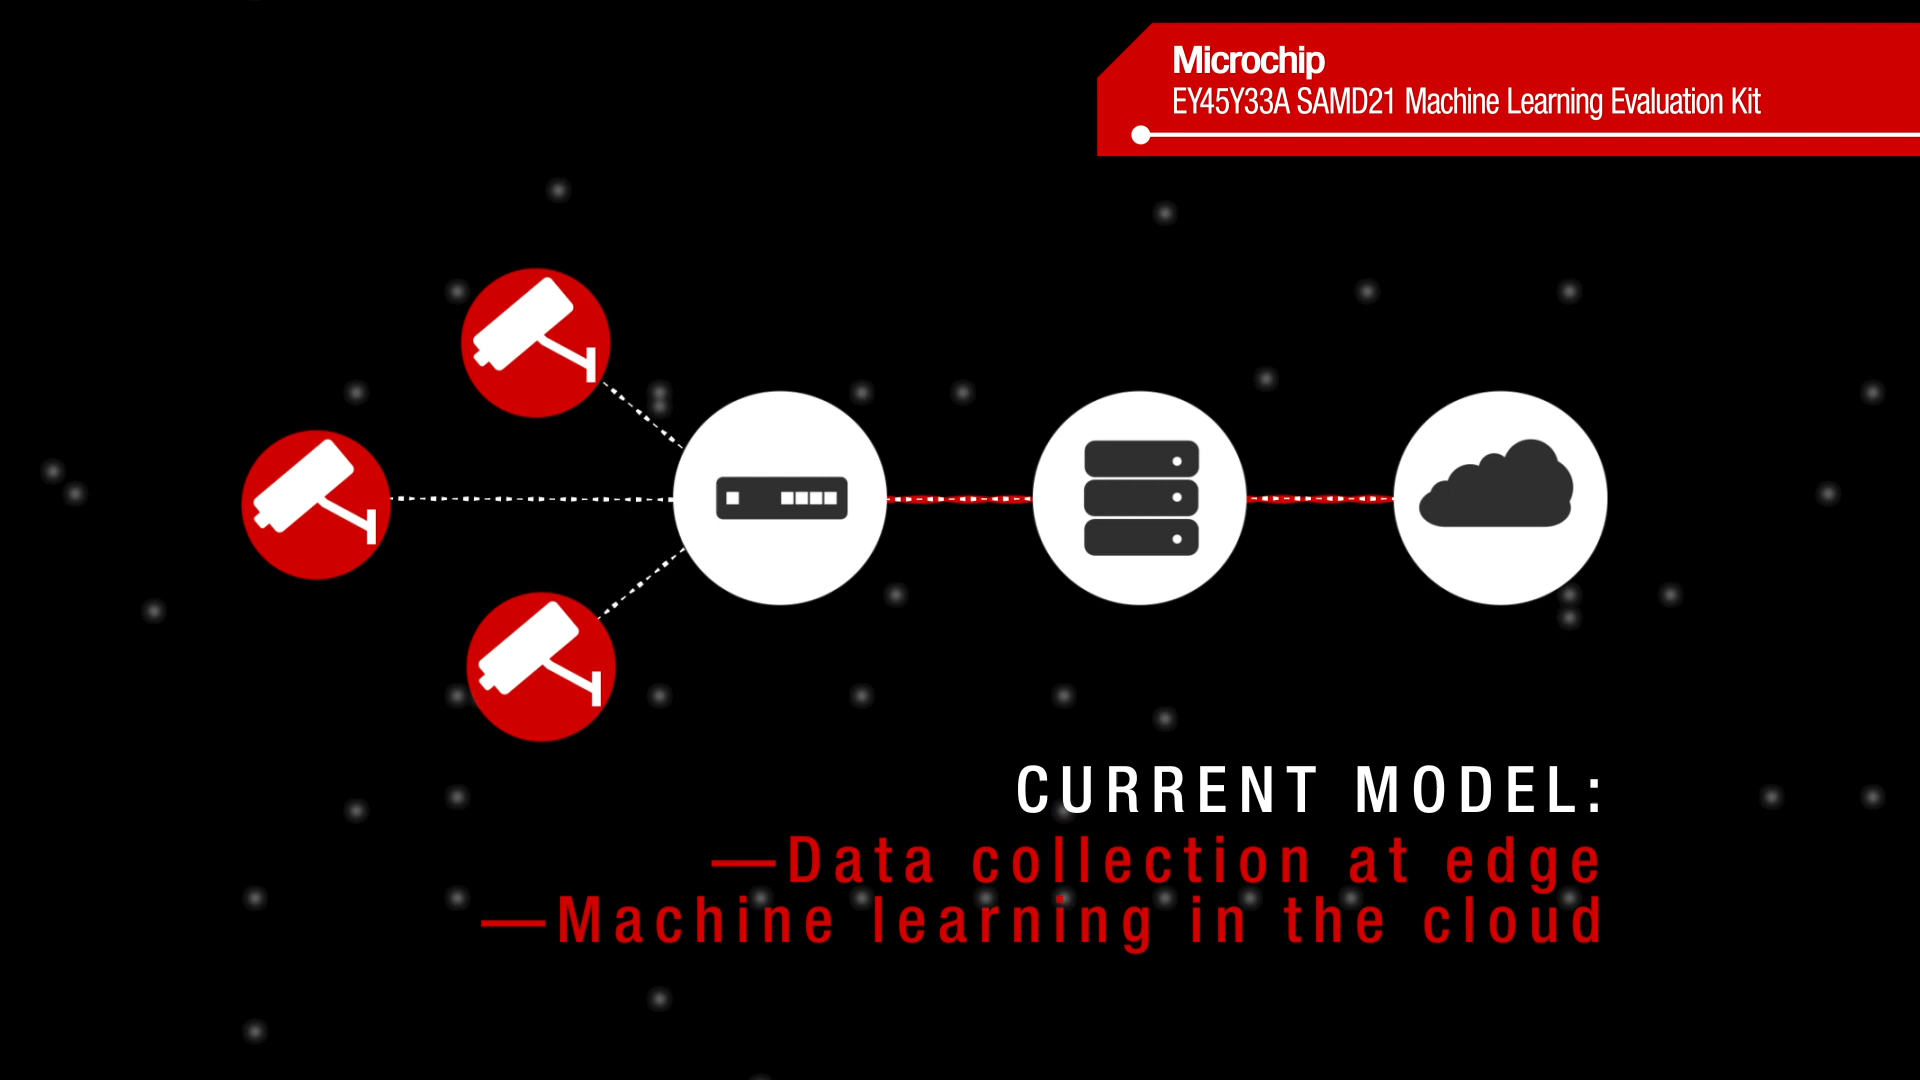 Microchip
EY45Y33A SAMD21 Machine Learning Evaluation Kit
CURRENT MODEL:
—Data collection at edge
—Machine learning in the cloud